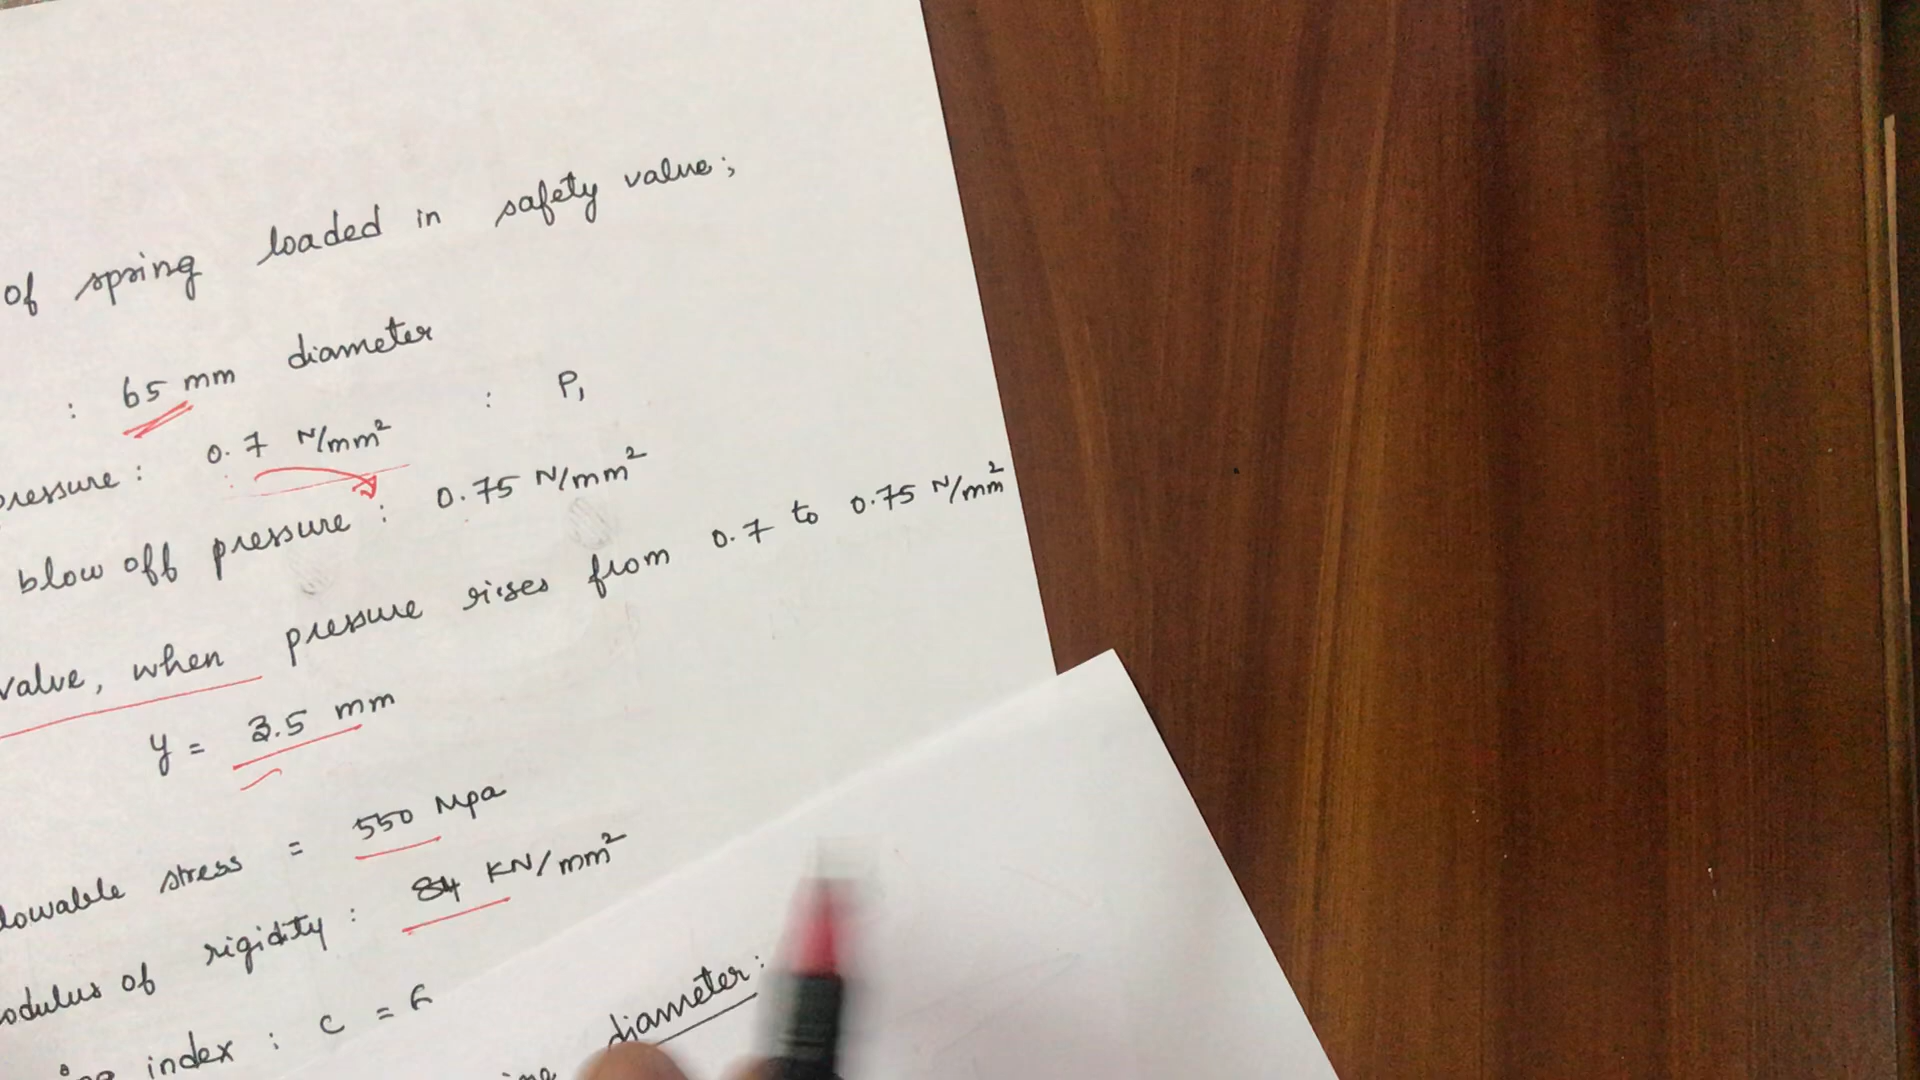 of spring loaded in safety value;
: 65 mm diameter
pressure : 0.7 N/mm² : P₁
blow off pressure : 0.75 N/mm²
valve, when pressure rises from 0.7 to 0.75 N/mm²
y = 3.5 mm
lowable stress = 550 Mpa
odulus of rigidity : 84 KN/mm²
index : C = 6
diameter :